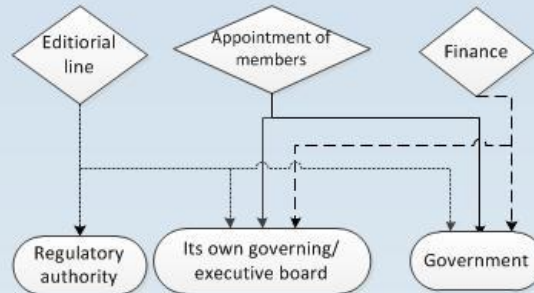 Editiorial
line
Appointment of
members
Finance
Regulatory
authority
Its own governing/
executive board
Government